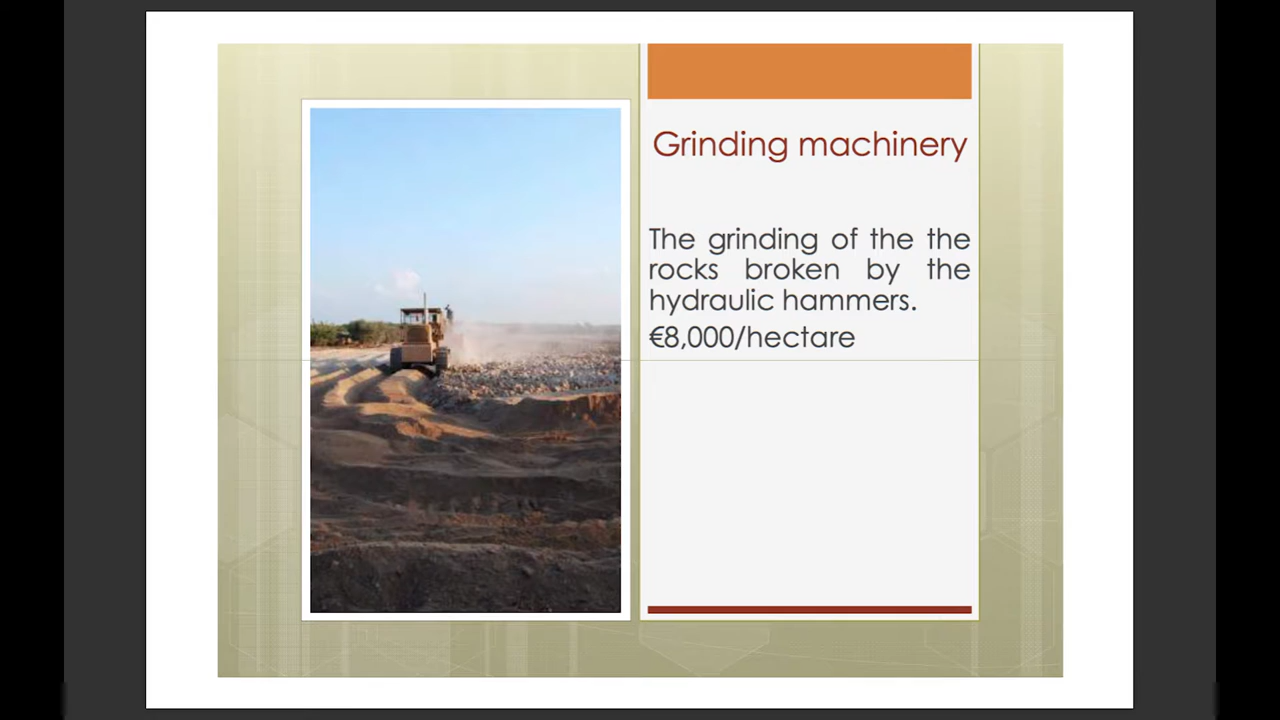 Grinding machinery
The grinding of the the
rocks broken by the
hydraulic hammers.
€8,000/hectare